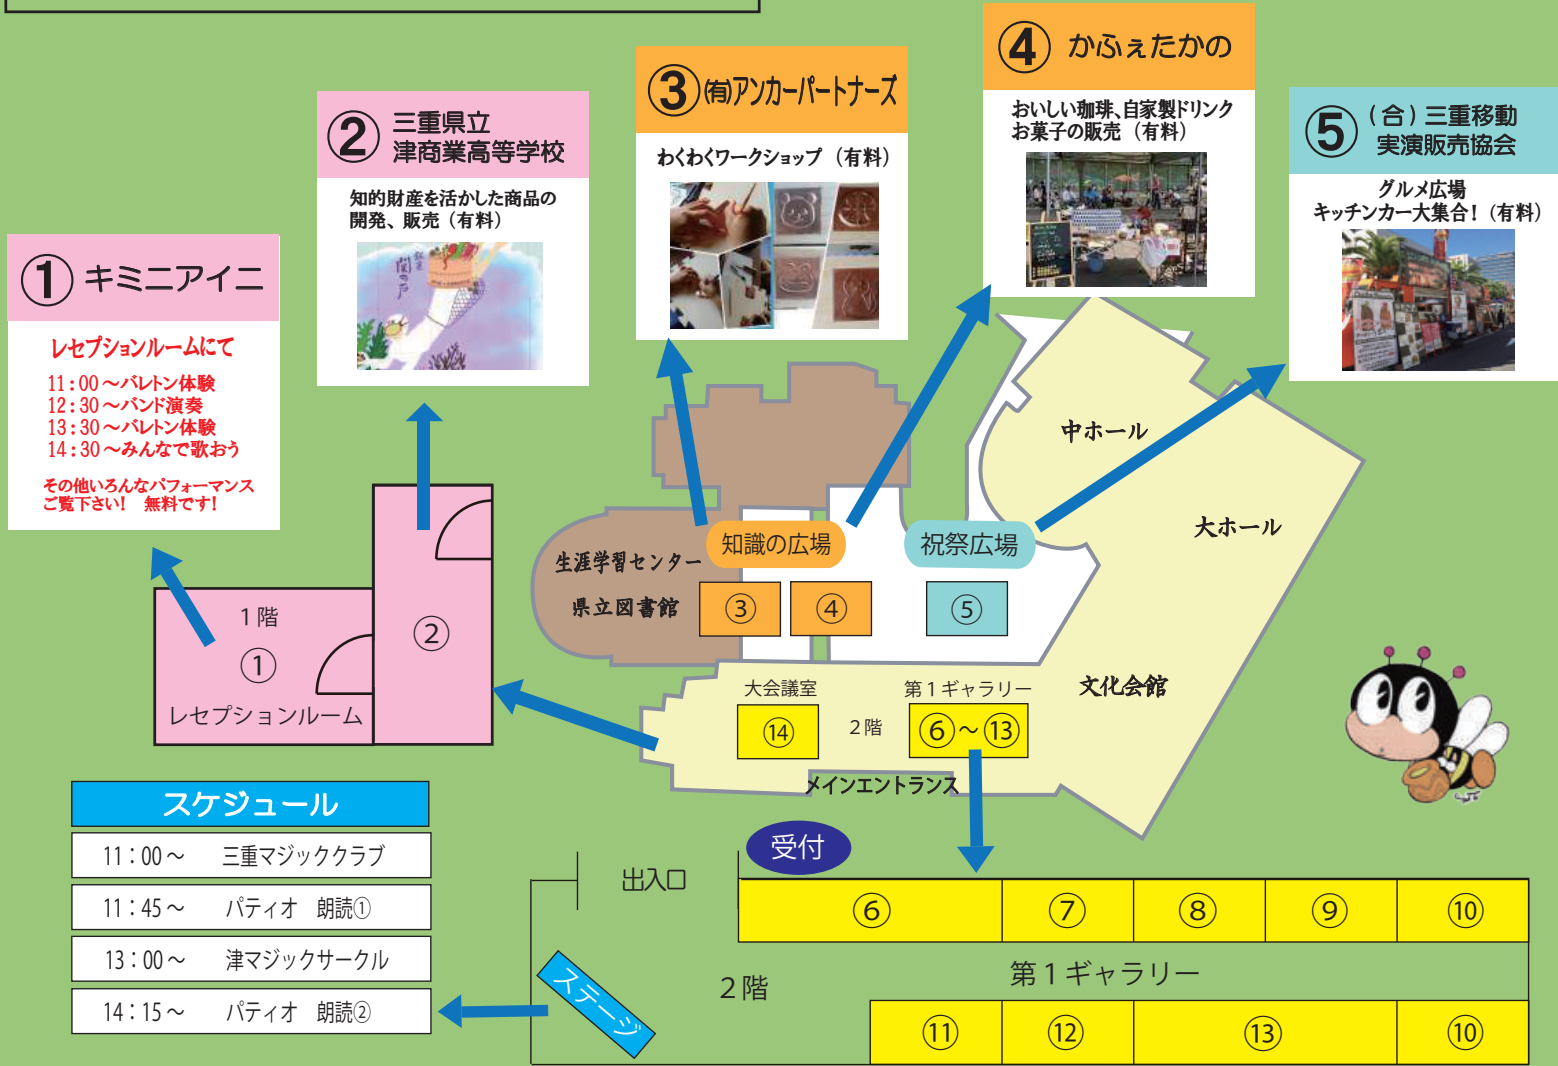 ① キミニアイニ
レセプションルームにて
11：00～バレトン体験
12：30～バンド演奏
13：30～バレトン体験
14：30～みんなで歌おう
その他いろんなパフォーマンス
ご覧下さい！　無料です！
② 三重県立
津商業高等学校
知的財産を活かした商品の
開発、販売（有料）
関の戸
③ ㈲アンカーパートナーズ
わくわくワークショップ（有料）
④ かふぇたかの
おいしい珈琲、自家製ドリンク
お菓子の販売（有料）
⑤ （合）三重移動
実演販売協会
グルメ広場
キッチンカー大集合！（有料）
中ホール
大ホール
知識の広場
祝祭広場
生涯学習センター
県立図書館
③
④
⑤
文化会館
1階
①
レセプションルーム
②
大会議室
⑭
2階
第1ギャラリー
⑥～⑬
メインエントランス
スケジュール
11：00～　三重マジッククラブ
11：45～　パティオ　朗読①
13：00～　津マジックサークル
14：15～　パティオ　朗読②
受付
出入口
ステージ
2階
第1ギャラリー
⑥ ⑦ ⑧ ⑨ ⑩
⑪ ⑫ ⑬ ⑩